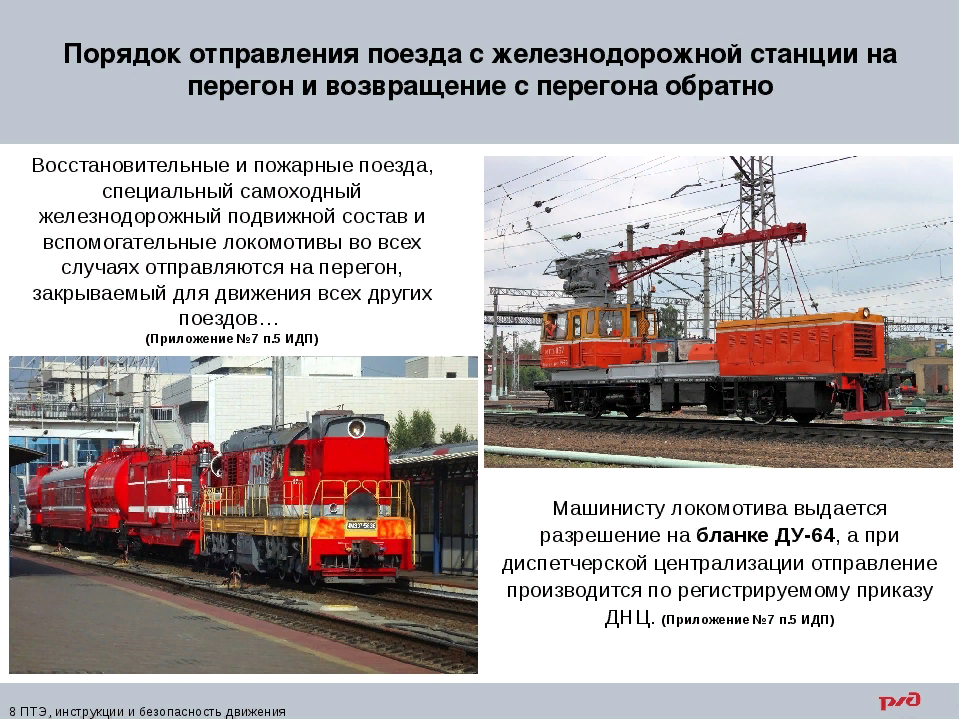 Порядок отправления поезда с железнодорожной станции на
перегон и возвращение с перегона обратно
Восстановительные и пожарные поезда,
специальный самоходный
железнодорожный подвижной состав и
вспомогательные локомотивы во всех
случаях отправляются на перегон,
закрываемый для движения всех других
поездов…
(Приложение №7 п.5 ИДП)
Машинисту локомотива выдается
разрешение на бланке ДУ-64, а при
диспетчерской централизации отправление
производится по регистрируемому приказу
ДНЦ. (Приложение №7 п.5 ИДП)
8 ПТЭ, инструкции и безопасность движения